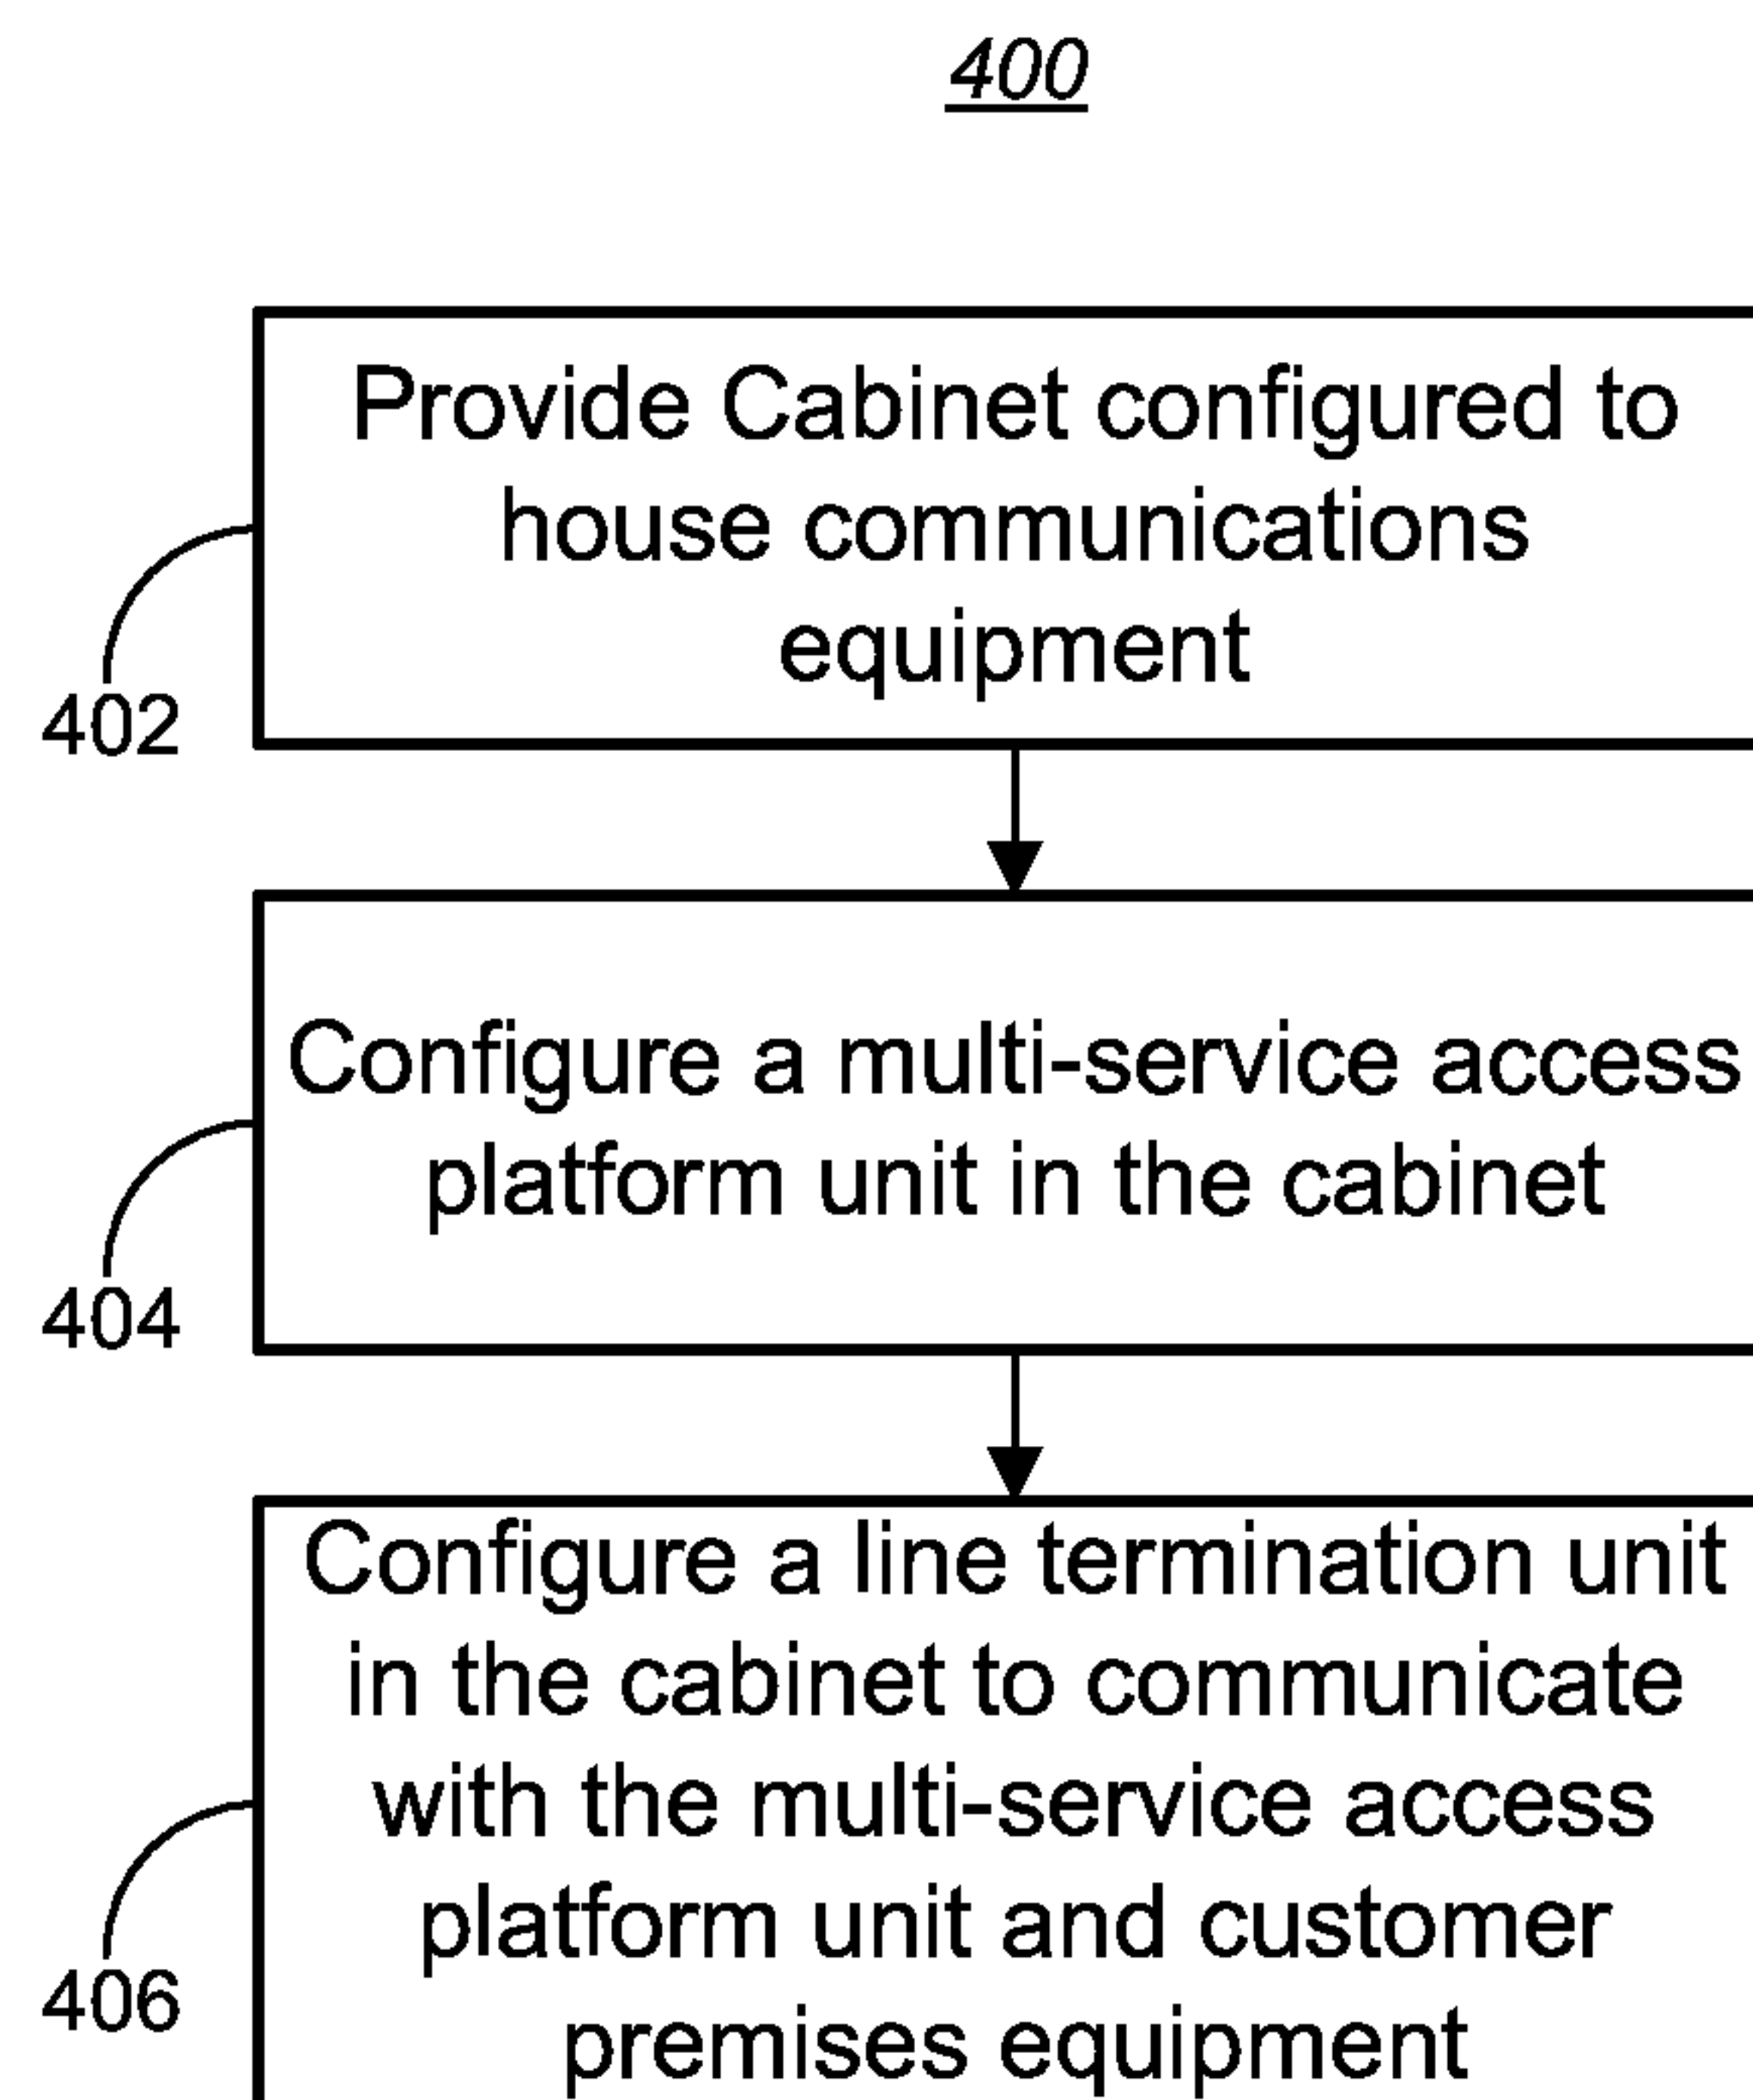 400
Provide Cabinet configured to
house communications
equipment
402
Configure a multi-service access
platform unit in the cabinet
404
Configure a line termination unit
in the cabinet to communicate
with the multi-service access
platform unit and customer
premises equipment
406